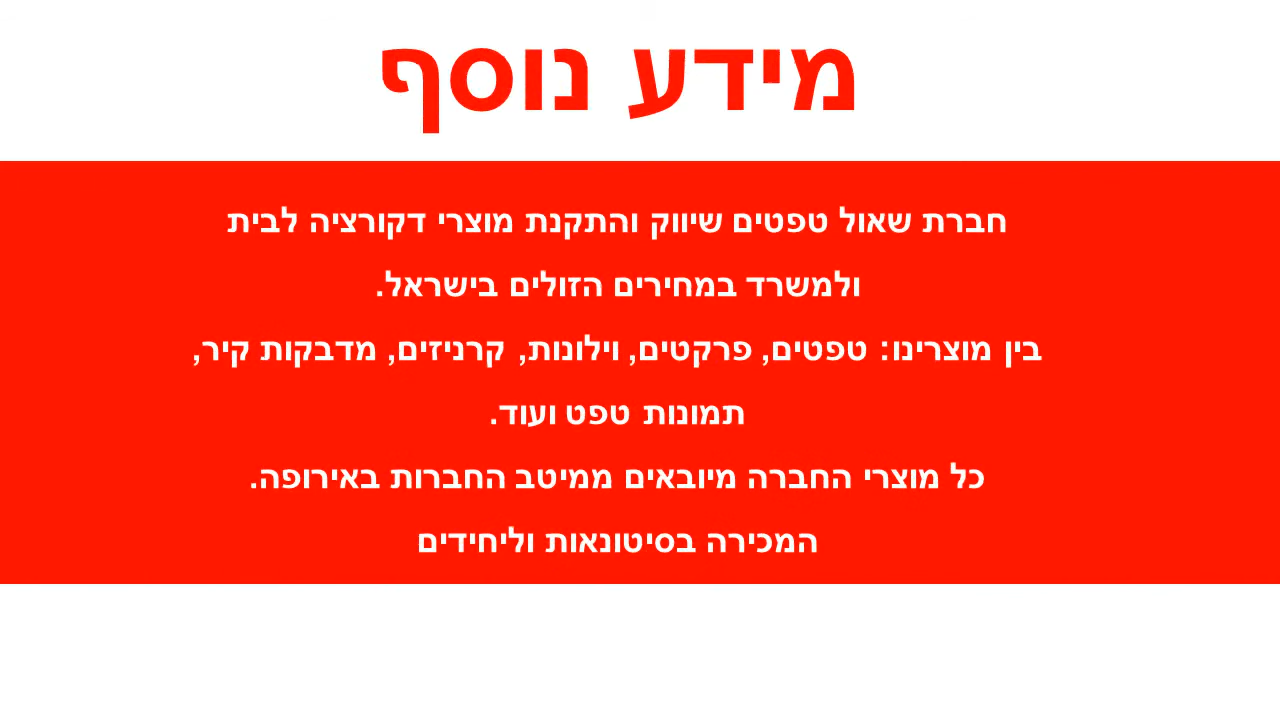 מידע נוסף
חברת שאול טפטים שיווק והתקנת מוצרי דקורציה לבית
ולמשרד במחירים הזולים בישראל.
בין מוצרינו: טפטים, פרקטים, וילונות, קרניזים, מדבקות קיר,
תמונות טפט ועוד.
כל מוצרי החברה מיובאים ממיטב החברות באירופה.
המכירה בסיטונאות וליחידים